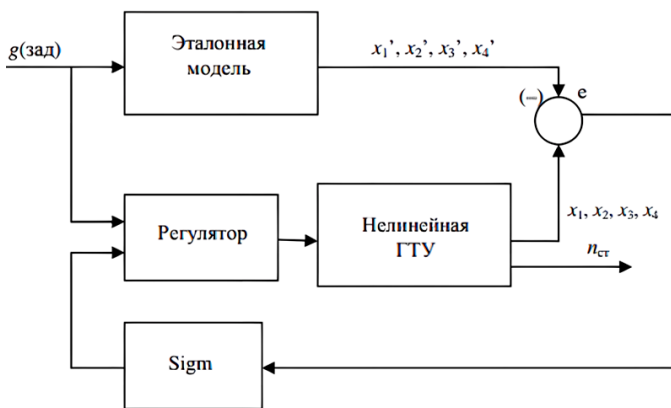 g(зад)
Эталонная
модель
x₁’, x₂’, x₃’, x₄’
(–)
e
Регулятор
Нелинейная
ГТУ
x₁, x₂, x₃, x₄
nст
Sigm